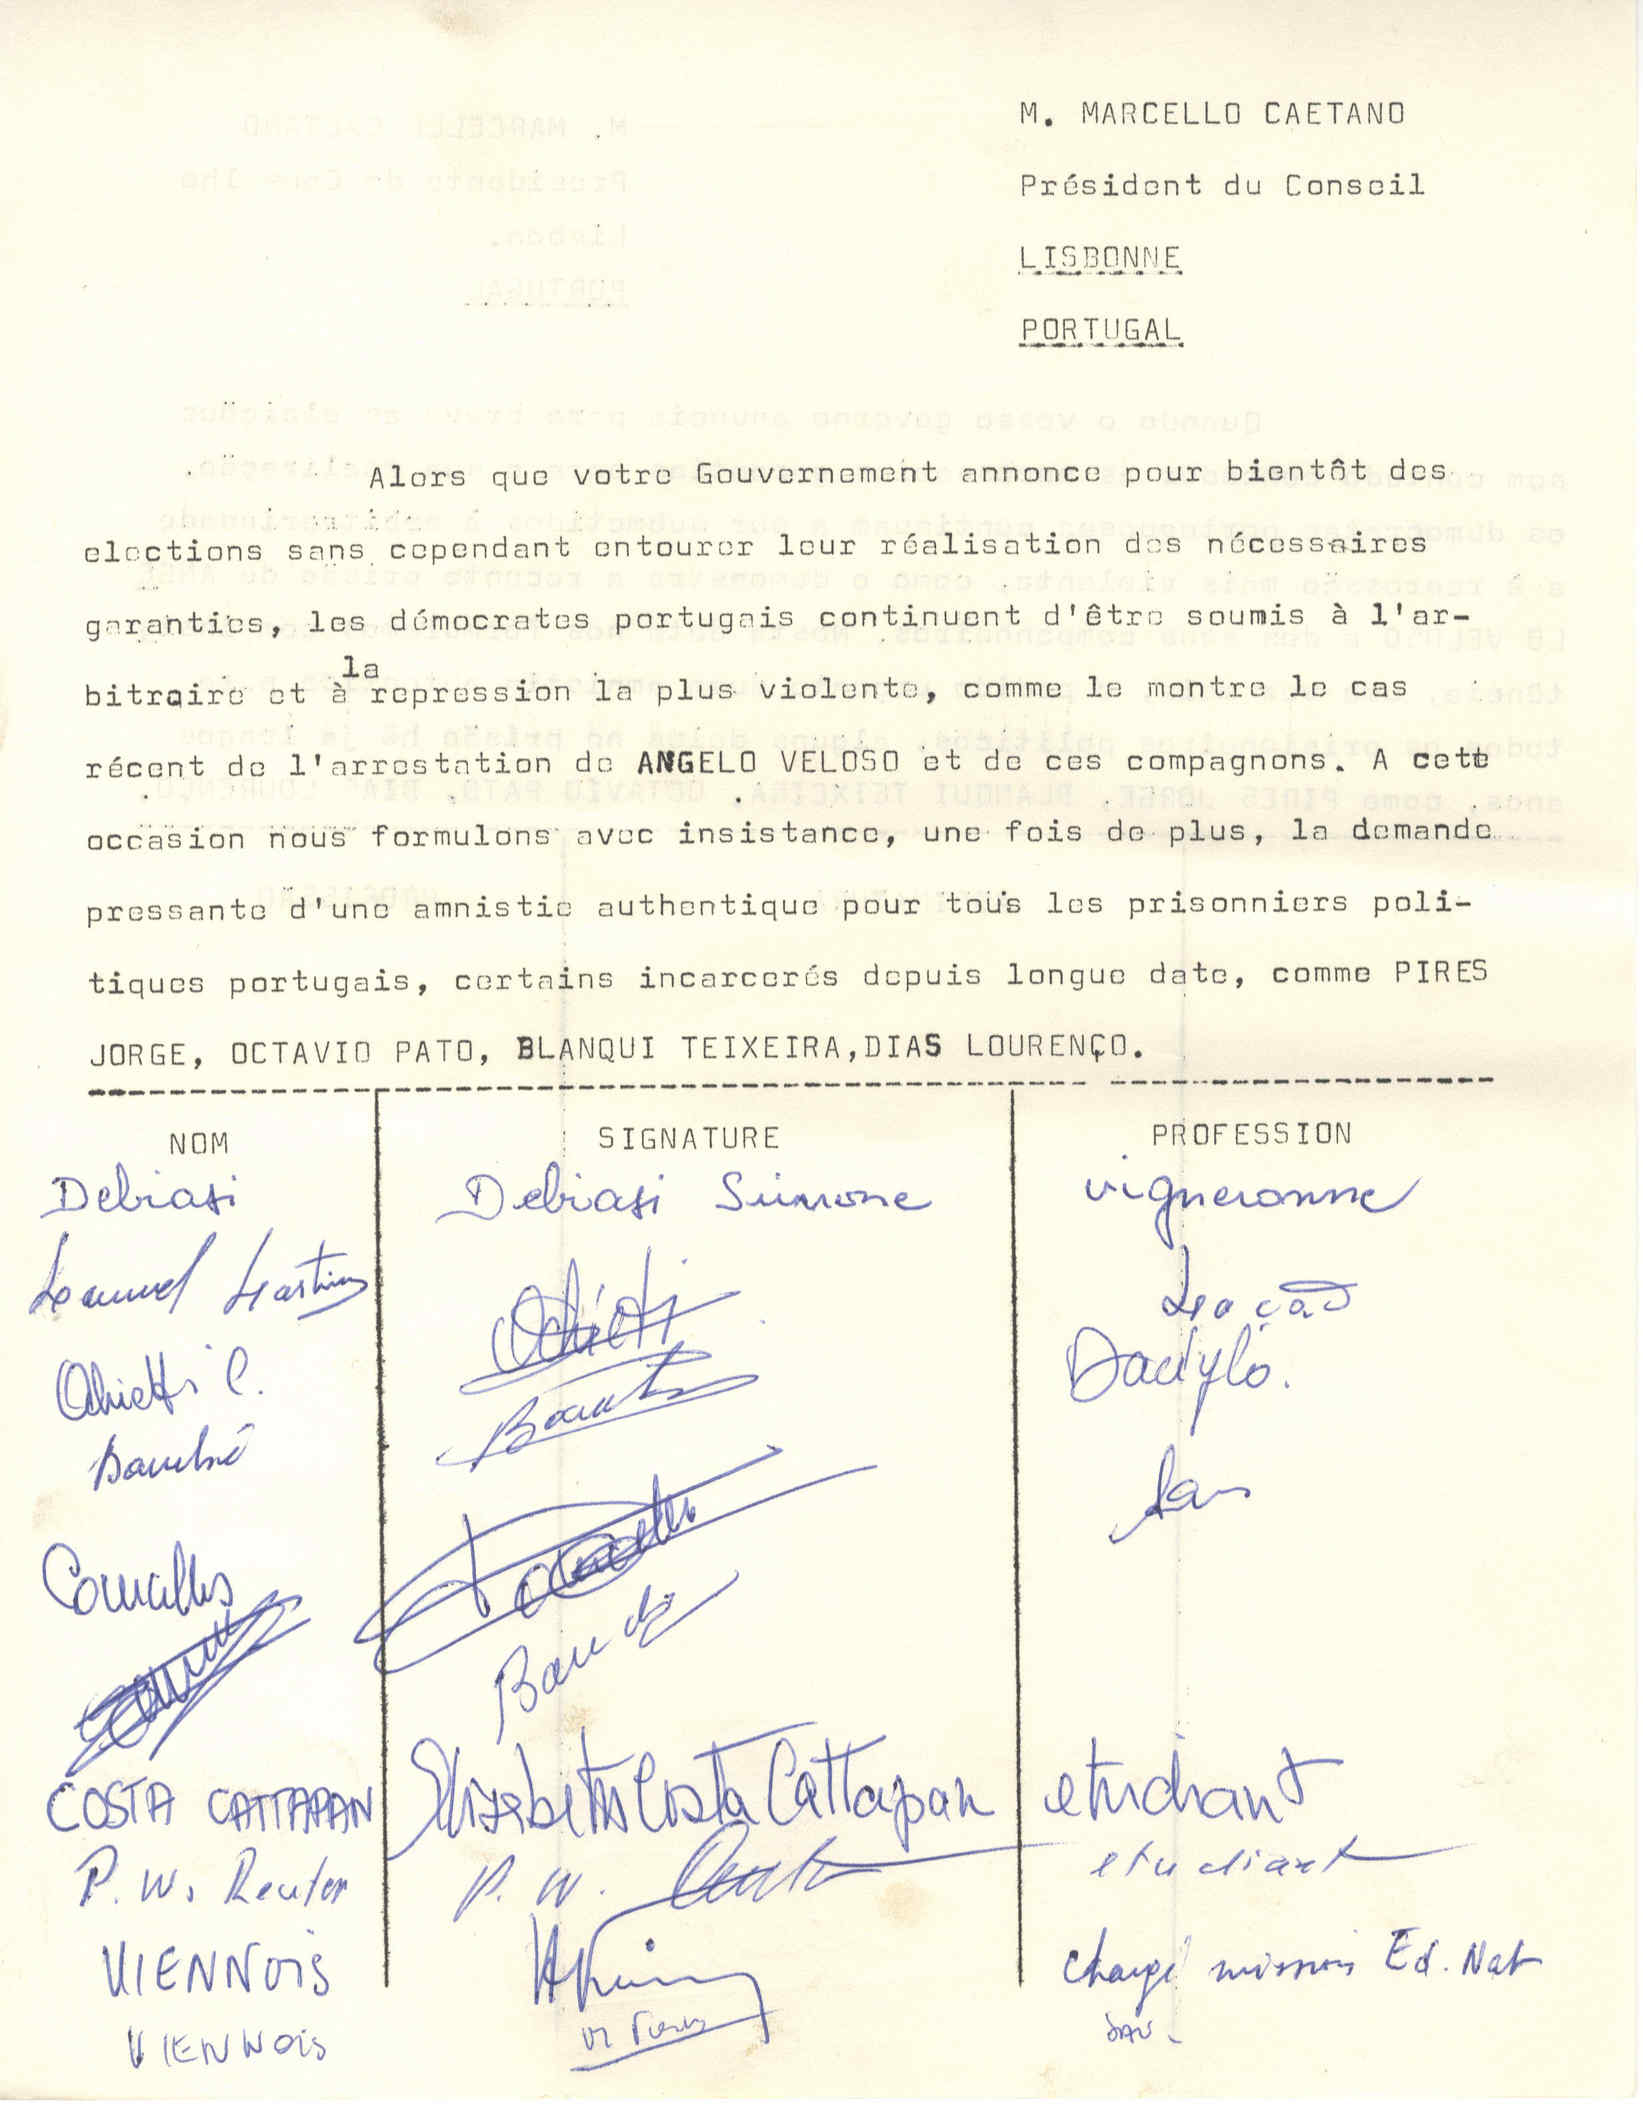 M. MARCELLO CAETANO
Président du Conseil
LISBONNE
PORTUGAL
Alors que votre Gouvernement annonce pour bientôt des
elections sans cependant entourer leur réalisation des nécessaires
garanties, les démocrates portugais continuent d'être soumis à l'ar-
la
bitraire et à repression la plus violente, comme le montre le cas
récent de l'arrestation de ANGELO VELOSO et de ces compagnons. A cette
occasion nous formulons avec insistance, une fois de plus, la demande
pressante d'une amnistie authentique pour tous les prisonniers poli-
tiques portugais, certains incarcerés depuis longue date, comme PIRES
JORGE, OCTAVIO PATO, BLANQUI TEIXEIRA,DIAS LOURENÇO.
NOM SIGNATURE PROFESSION
Debiasi Debiasi Simone vigneronne
Dactylo.
COSTA CATTAPAN Costa Cattapan etudiant
P. W. Reuter P. W. etudiant
VIENNOIS chargé mission Ed. Nat
VIENNOIS